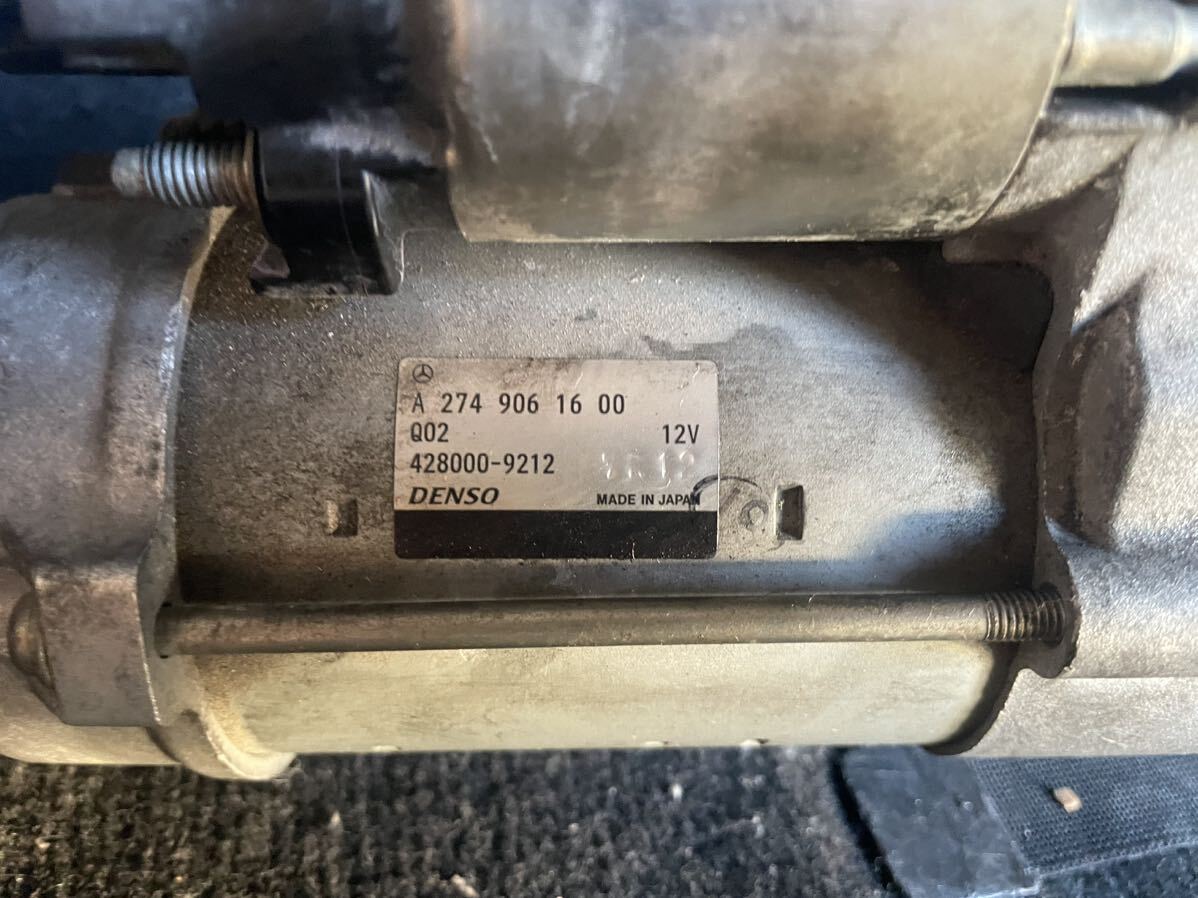 A 274 906 16 00
Q02 12V
428000-9212
DENSO MADE IN JAPAN